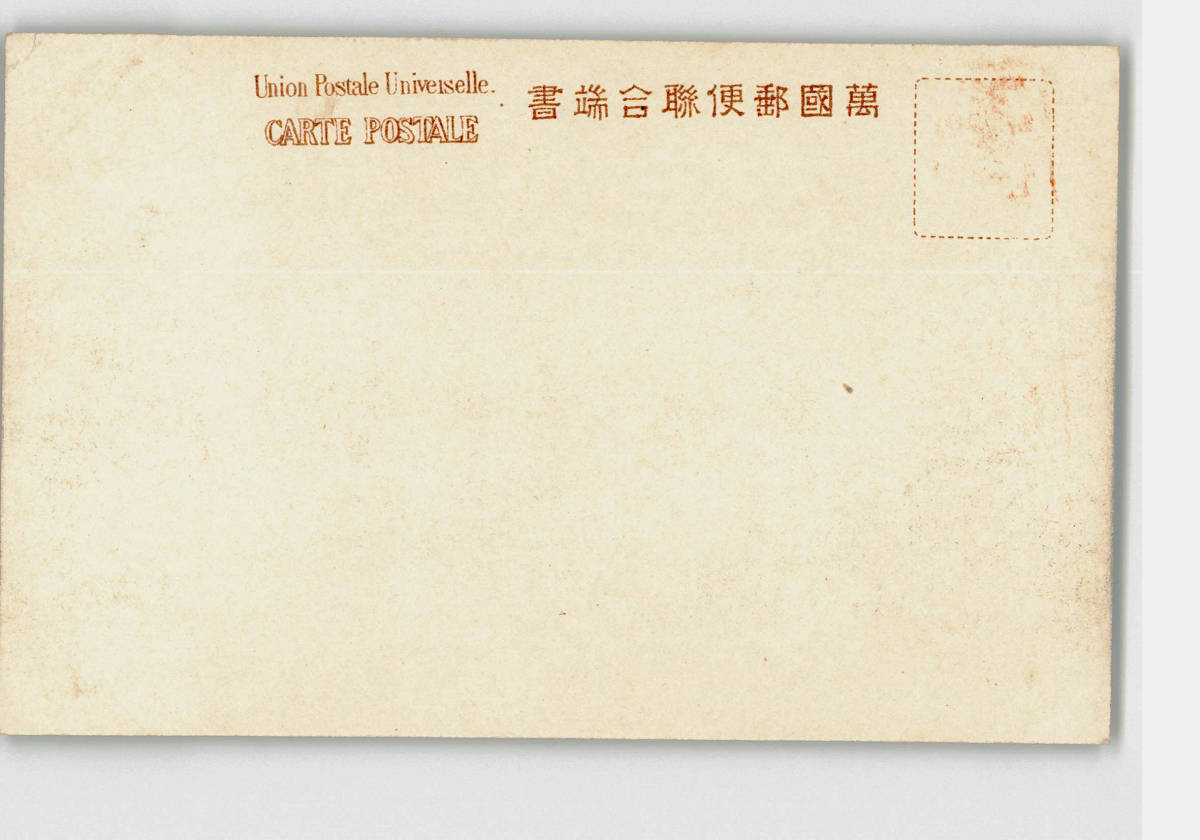 Union Postale Universelle.
CARTE POSTALE
萬國郵便聯合端書